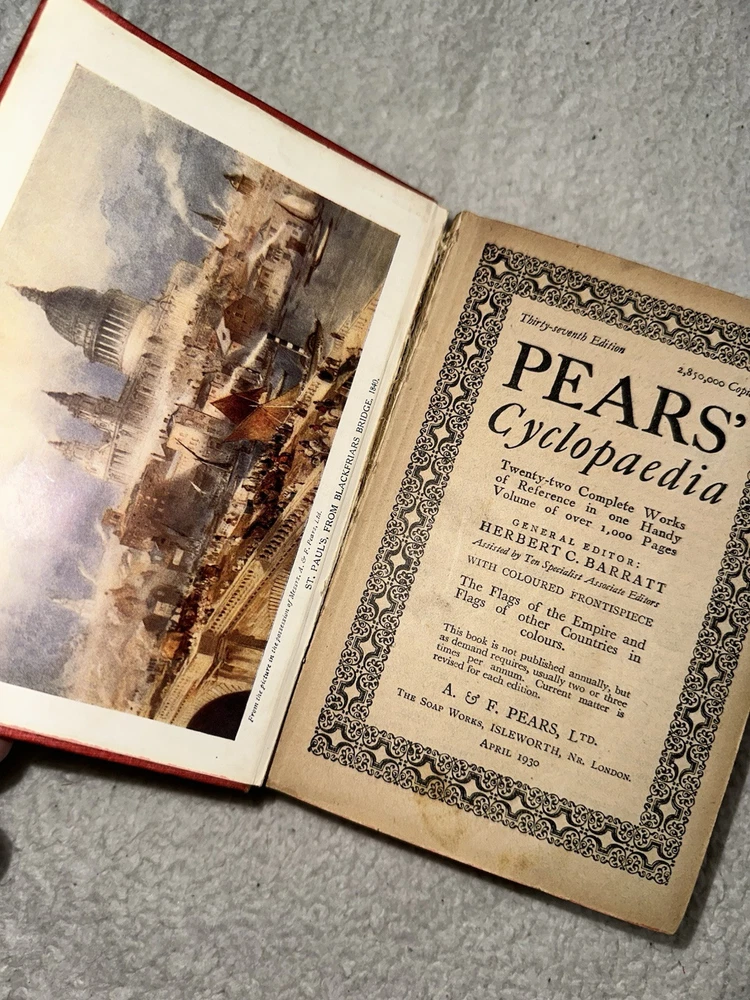 ST. PAUL'S, FROM BLACKFRIARS BRIDGE, 1840.
From the picture in the possession of Messrs. A. & F. Pears, Ltd.
Thirty-seventh Edition
2,850,000
PEARS'
Cyclopaedia
Twenty-two Complete Works
of Reference in one Handy
Volume of over 1,000 Pages
GENERAL EDITOR:
HERBERT C. BARRATT
Assisted by Ten Specialist Associate Editors
WITH COLOURED FRONTISPIECE
The Flags of the Empire and
Flags of other Countries in
colours.
This book is not published annually, but
as demand requires, usually two or three
times per annum. Current matter is
revised for each edition.
A. & F. PEARS, LTD.
THE SOAP WORKS, ISLEWORTH, NR. LONDON.
APRIL 1930